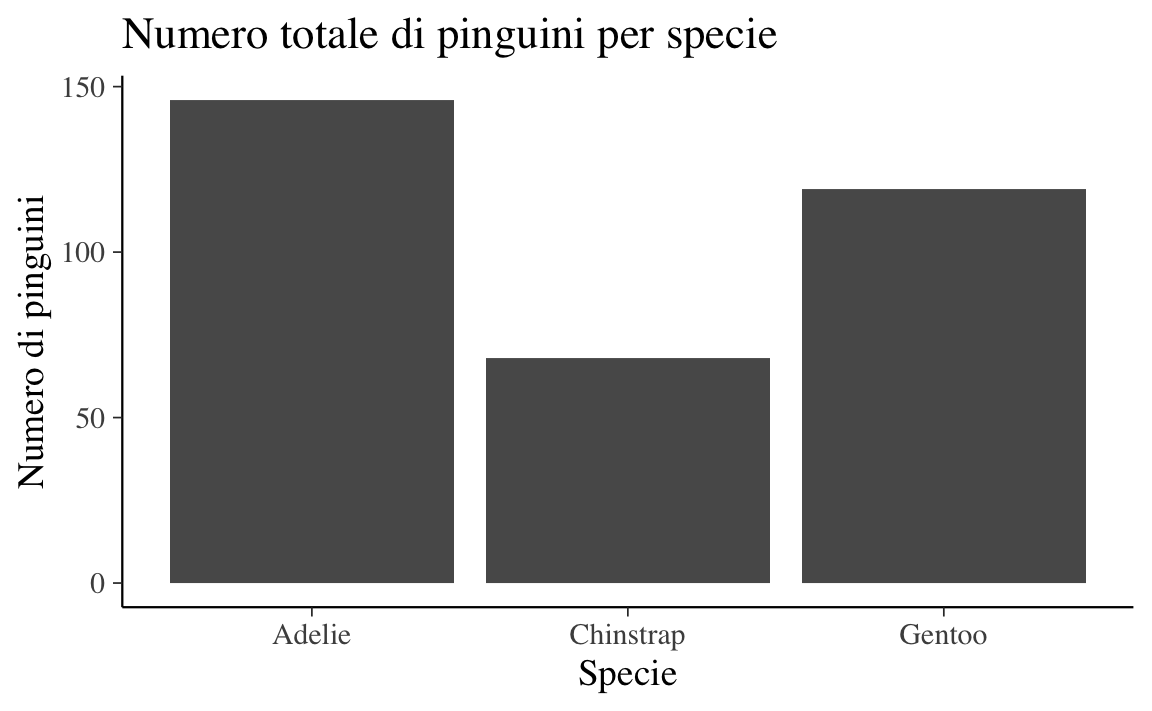 Numero totale di pinguini per specie
Numero di pinguini
150
100
50
0
Adelie
Chinstrap
Gentoo
Specie